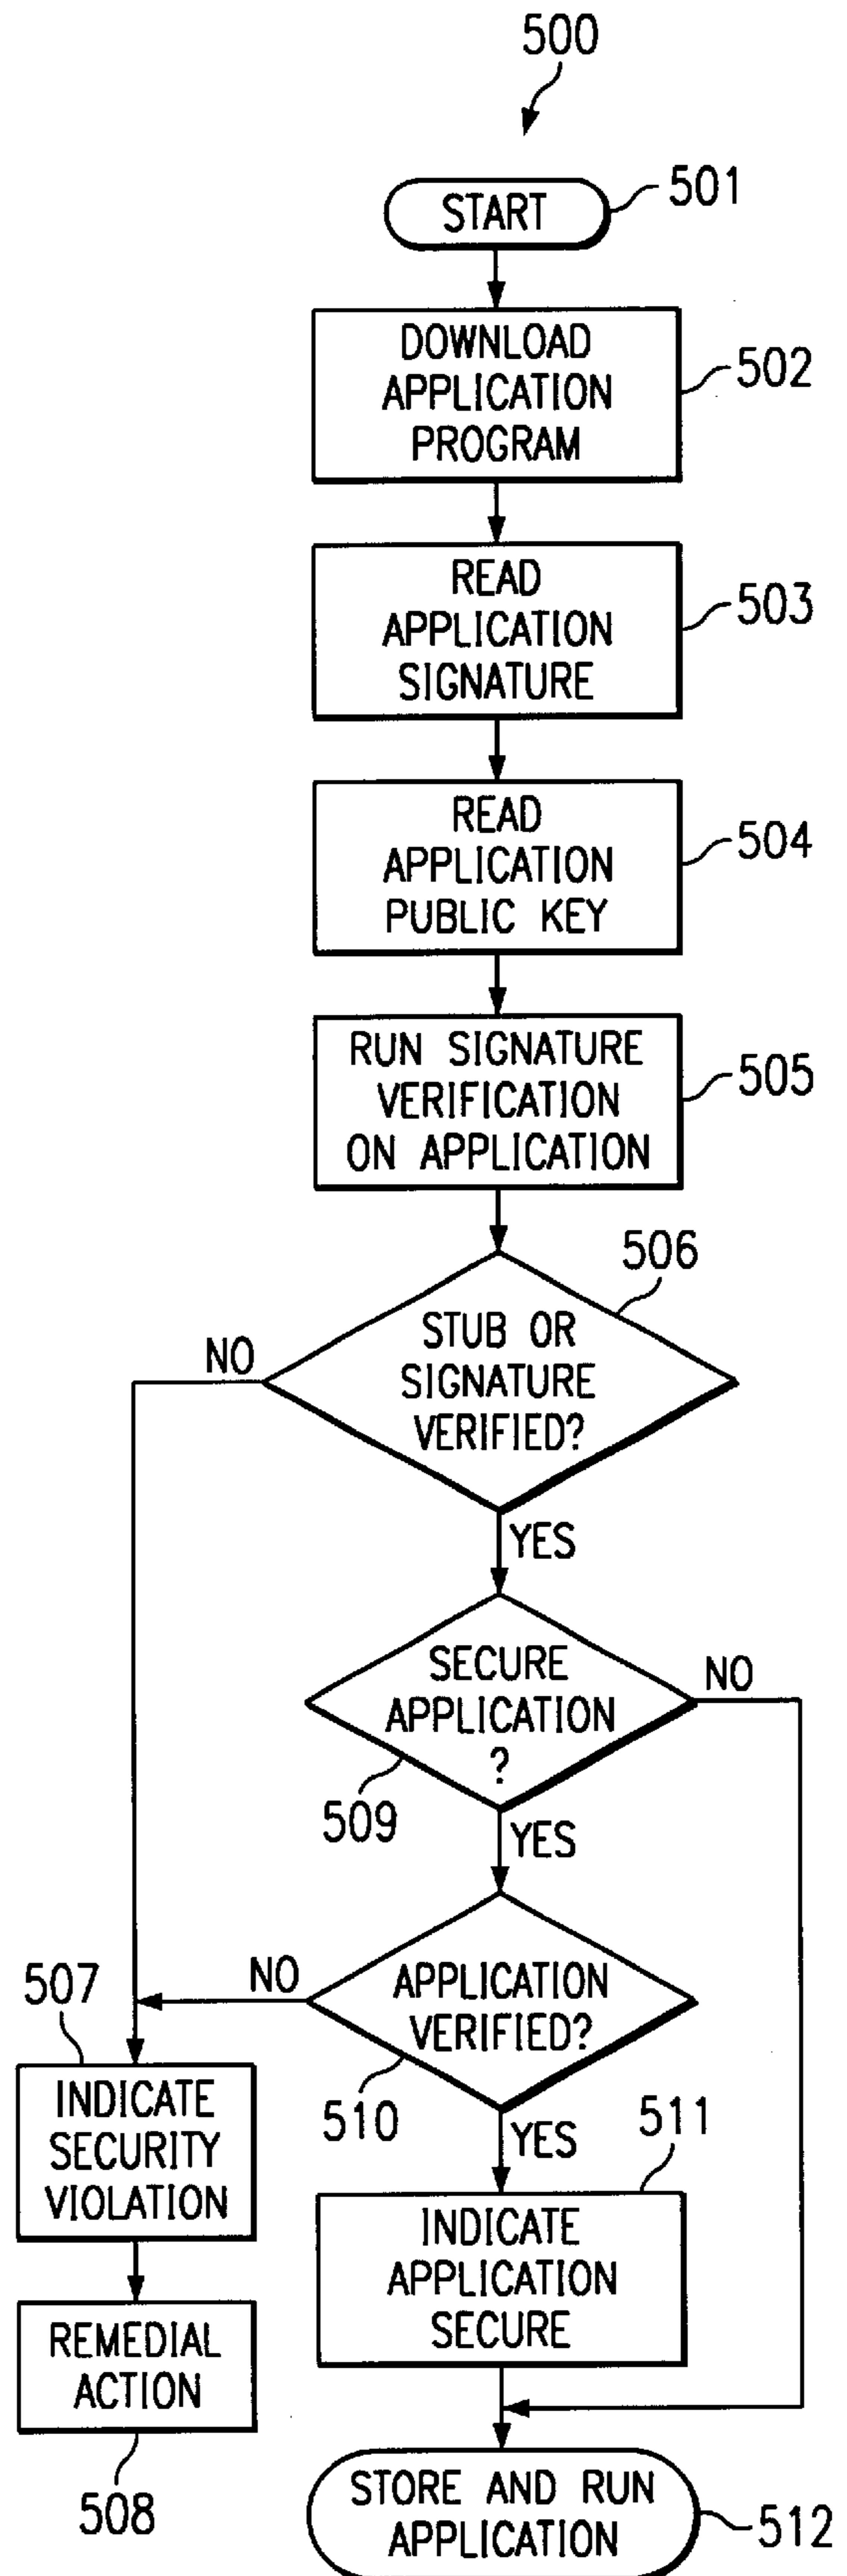 500
START
501
DOWNLOAD
APPLICATION
PROGRAM
502
READ
APPLICATION
SIGNATURE
503
READ
APPLICATION
PUBLIC KEY
504
RUN SIGNATURE
VERIFICATION
ON APPLICATION
505
506
STUB OR
SIGNATURE
VERIFIED?
NO
YES
SECURE
APPLICATION
?
NO
509
YES
APPLICATION
VERIFIED?
NO
510
YES
507
INDICATE
SECURITY
VIOLATION
511
INDICATE
APPLICATION
SECURE
REMEDIAL
ACTION
508
STORE AND RUN
APPLICATION
512